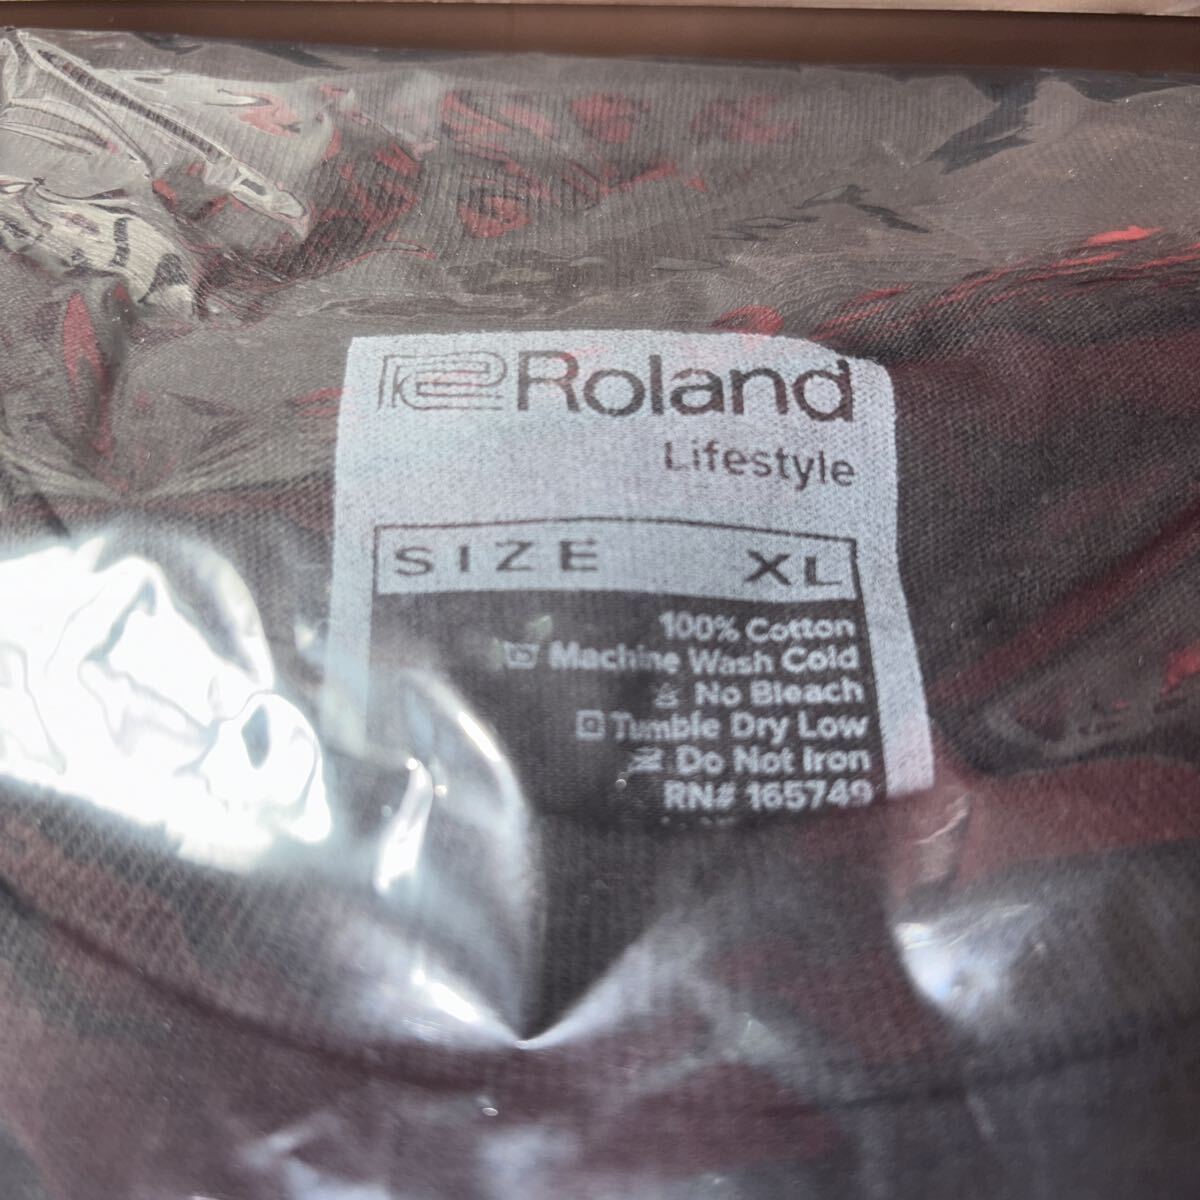 Roland
Lifestyle
SIZE XL
100% Cotton
Machine Wash Cold
No Bleach
Tumble Dry Low
Do Not Iron
RN# 165749